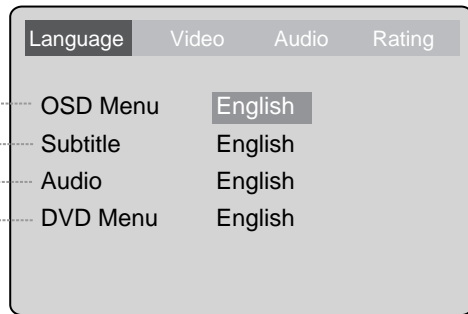 Language Video Audio Rating
OSD Menu English
Subtitle English
Audio English
DVD Menu English